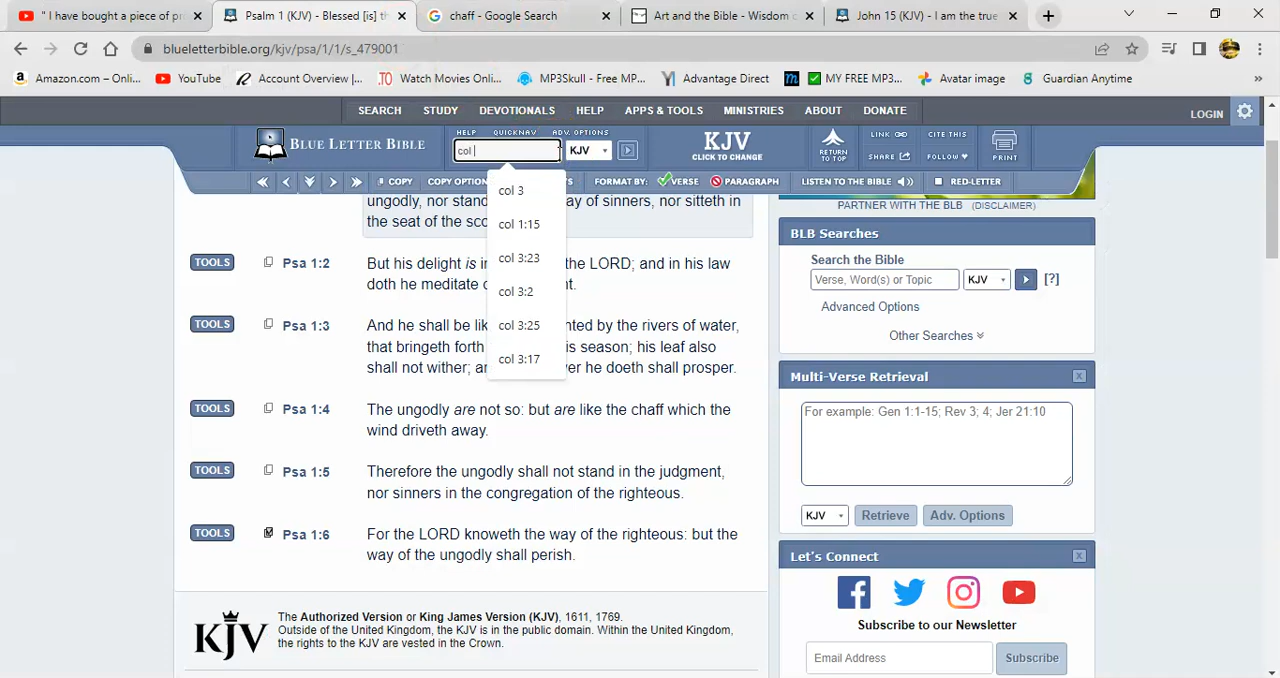 " I have bought a piece of pr
Psalm 1 (KJV) - Blessed [is] th
chaff - Google Search
Art and the Bible - Wisdom c
John 15 (KJV) - I am the true
blueletterbible.org/kjv/psa/1/1/s_479001
Amazon.com – Onli...
YouTube
Account Overview |...
Watch Movies Onli...
MP3Skull - Free MP...
Advantage Direct
MY FREE MP3...
Avatar image
Guardian Anytime
SEARCH
STUDY
DEVOTIONALS
HELP
APPS & TOOLS
MINISTRIES
ABOUT
DONATE
LOGIN
BLUE LETTER BIBLE
HELP
QUICKNAV
ADV. OPTIONS
col
KJV
KJV
CLICK TO CHANGE
RETURN
TO TOP
LINK
SHARE
CITE THIS
FOLLOW
PRINT
COPY
COPY OPTION
FORMAT BY:
VERSE
PARAGRAPH
LISTEN TO THE BIBLE
RED-LETTER
col 3
col 1:15
col 3:23
col 3:2
col 3:25
col 3:17
ungodly, nor stand way of sinners, nor sitteth in
the seat of the sco
TOOLS
Psa 1:2
But his delight is in the LORD; and in his law
doth he meditate
TOOLS
Psa 1:3
And he shall be lik nted by the rivers of water,
that bringeth forth is season; his leaf also
shall not wither; an er he doeth shall prosper.
TOOLS
Psa 1:4
The ungodly are not so: but are like the chaff which the
wind driveth away.
TOOLS
Psa 1:5
Therefore the ungodly shall not stand in the judgment,
nor sinners in the congregation of the righteous.
TOOLS
Psa 1:6
For the LORD knoweth the way of the righteous: but the
way of the ungodly shall perish.
KJV
The Authorized Version or King James Version (KJV), 1611, 1769.
Outside of the United Kingdom, the KJV is in the public domain. Within the United Kingdom,
the rights to the KJV are vested in the Crown.
PARTNER WITH THE BLB (DISCLAIMER)
BLB Searches
Search the Bible
Verse, Word(s) or Topic
KJV
[?]
Advanced Options
Other Searches
Multi-Verse Retrieval
For example: Gen 1:1-15; Rev 3; 4; Jer 21:10
KJV
Retrieve
Adv. Options
Let's Connect
Subscribe to our Newsletter
Email Address
Subscribe